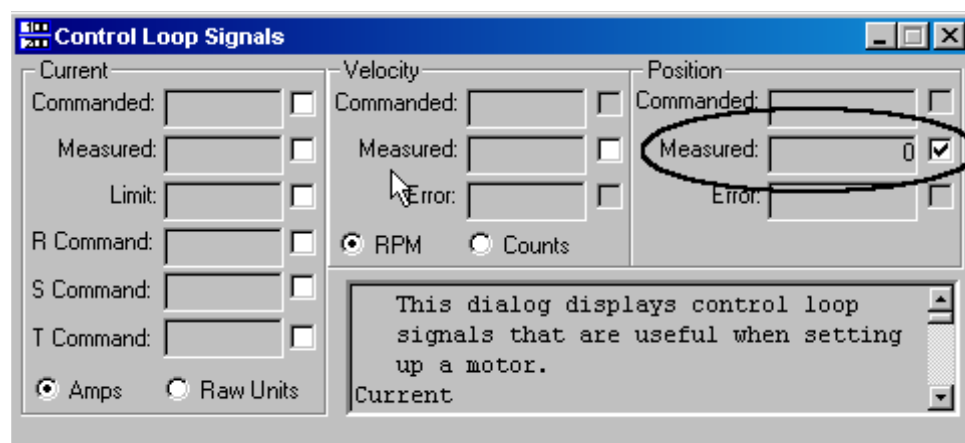 Control Loop Signals
Current
Commanded:
Measured:
Limit:
R Command:
S Command:
T Command:
Amps Raw Units
Velocity
Commanded:
Measured:
Error:
RPM Counts
Position
Commanded:
Measured: 0
Error:
This dialog displays control loop
signals that are useful when setting
up a motor.
Current